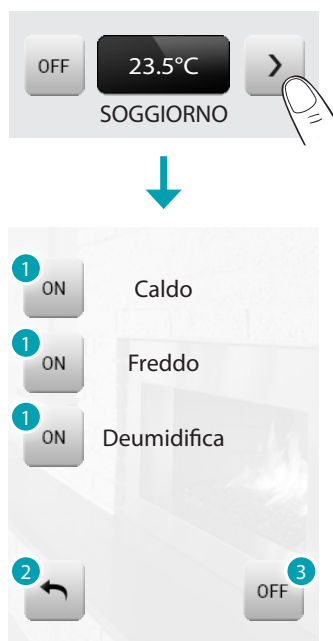 OFF 23.5°C >
SOGGIORNO
1 ON Caldo
1 ON Freddo
1 ON Deumidifica
2 OFF 3